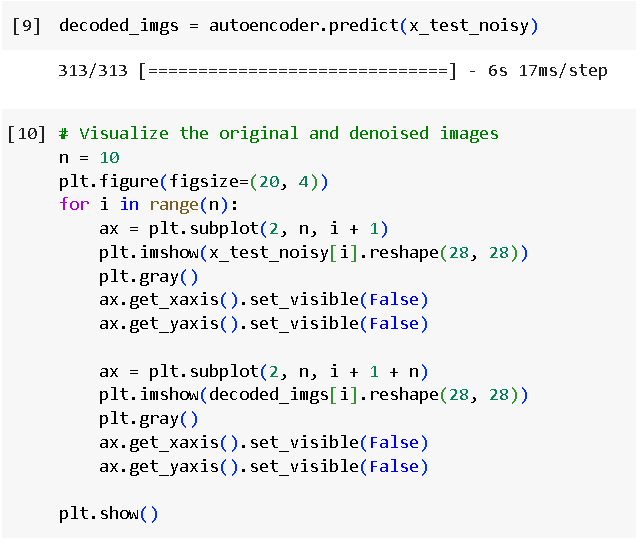 [9] decoded_imgs = autoencoder.predict(x_test_noisy)
313/313 [==============================] - 6s 17ms/step
[10] # Visualize the original and denoised images
n = 10
plt.figure(figsize=(20, 4))
for i in range(n):
    ax = plt.subplot(2, n, i + 1)
    plt.imshow(x_test_noisy[i].reshape(28, 28))
    plt.gray()
    ax.get_xaxis().set_visible(False)
    ax.get_yaxis().set_visible(False)

    ax = plt.subplot(2, n, i + 1 + n)
    plt.imshow(decoded_imgs[i].reshape(28, 28))
    plt.gray()
    ax.get_xaxis().set_visible(False)
    ax.get_yaxis().set_visible(False)

plt.show()